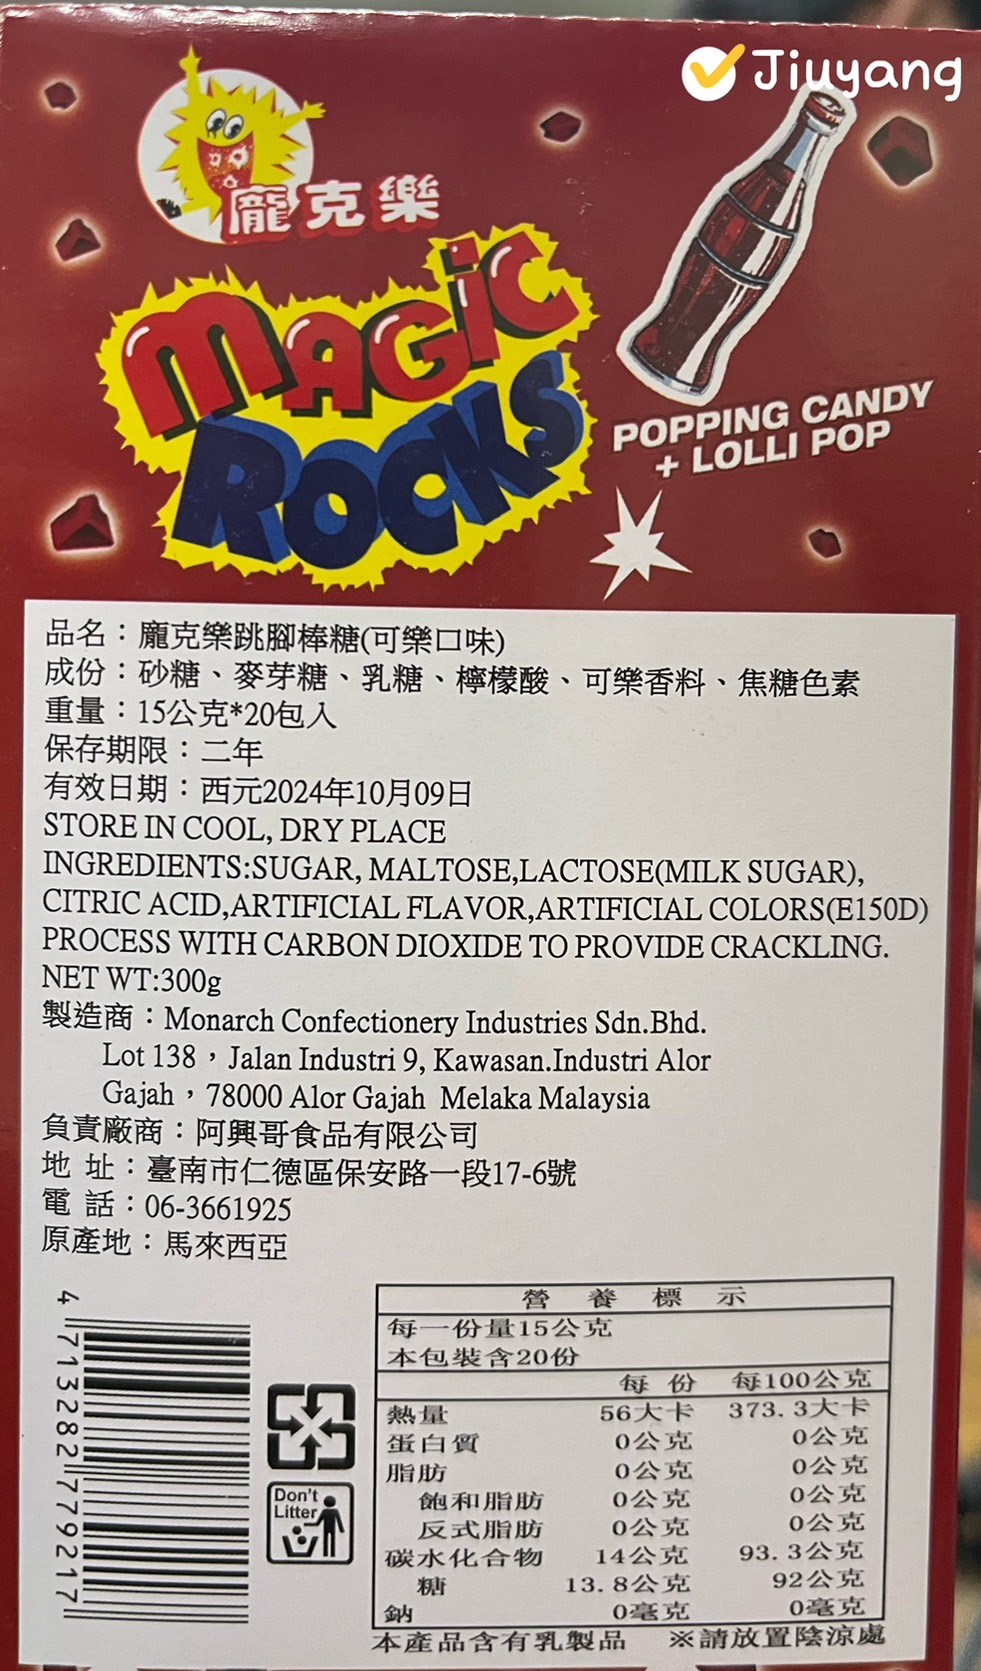 Jiuyang
龐克樂
MAGIC
ROCKS
POPPING CANDY
+ LOLLI POP
品名：龐克樂跳腳棒糖(可樂口味)
成份：砂糖、麥芽糖、乳糖、檸檬酸、可樂香料、焦糖色素
重量：15公克*20包入
保存期限：二年
有效日期：西元2024年10月09日
STORE IN COOL, DRY PLACE
INGREDIENTS:SUGAR, MALTOSE,LACTOSE(MILK SUGAR),
CITRIC ACID,ARTIFICIAL FLAVOR,ARTIFICIAL COLORS(E150D)
PROCESS WITH CARBON DIOXIDE TO PROVIDE CRACKLING.
NET WT:300g
製造商：Monarch Confectionery Industries Sdn.Bhd.
Lot 138，Jalan Industri 9, Kawasan.Industri Alor
Gajah，78000 Alor Gajah Melaka Malaysia
負責廠商：阿興哥食品有限公司
地 址：臺南市仁德區保安路一段17-6號
電 話：06-3661925
原產地：馬來西亞
4 713282 779217
Don't
Litter
營養標示
每一份量15公克
本包裝含20份
每份 每100公克
熱量 56大卡 373.3大卡
蛋白質 0公克 0公克
脂肪 0公克 0公克
飽和脂肪 0公克 0公克
反式脂肪 0公克 0公克
碳水化合物 14公克 93.3公克
糖 13.8公克 92公克
鈉 0毫克 0毫克
本產品含有乳製品 ※請放置陰涼處